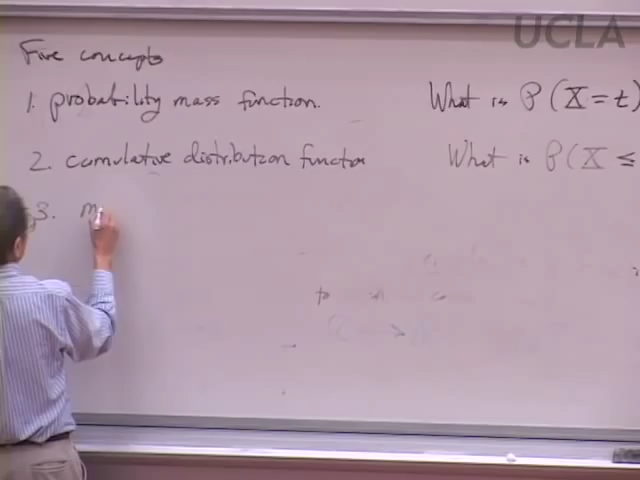 UCLA
Five concepts
1. probability mass function. What is P(X=t)
2. cumulative distribution function What is P(X ≤
3. m